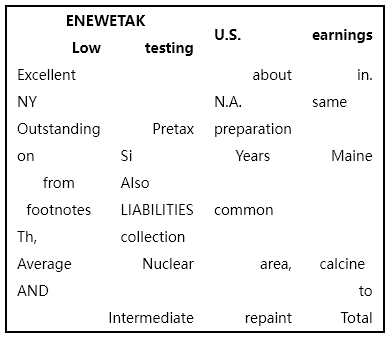 ENEWETAK Low testing U.S. earnings
Excellent about in.
NY N.A. same
Outstanding Pretax preparation
on Si Years Maine
from Also
footnotes LIABILITIES common
Th, collection
Average Nuclear area, calcine
AND to
Intermediate repaint Total